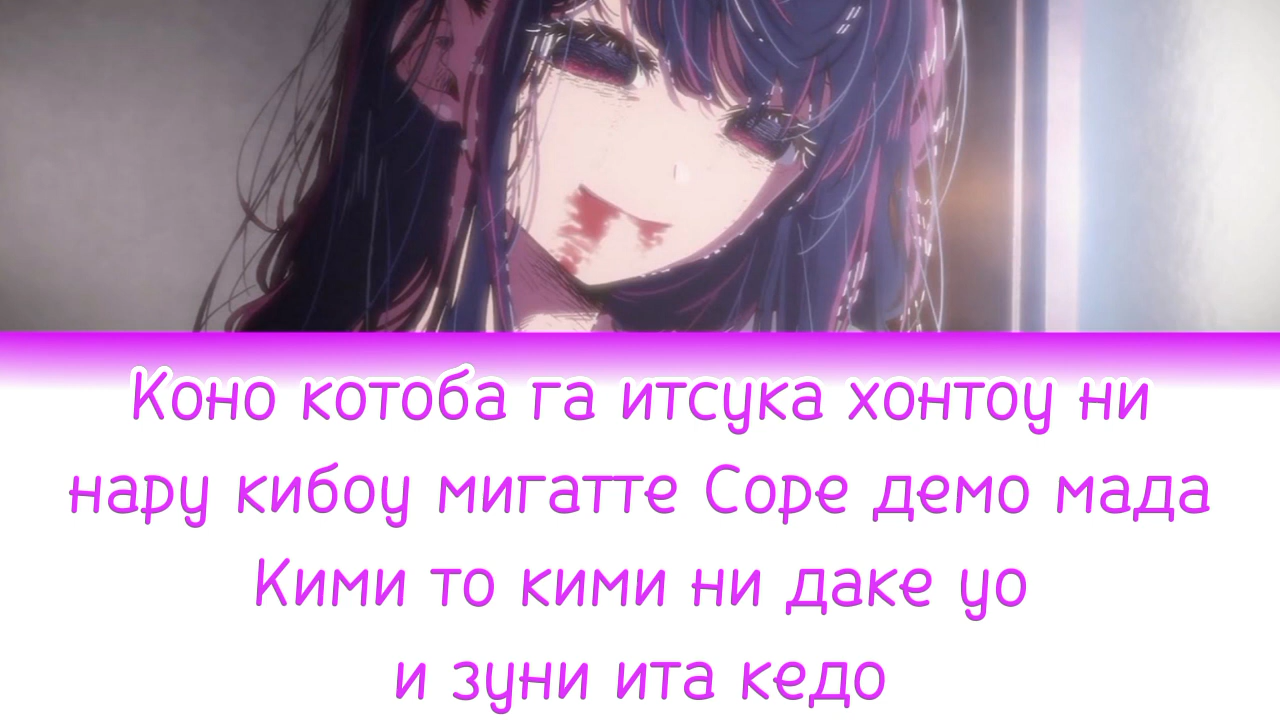 Коно котоба га итсука хонтоу ни
нару кибоу мигатте Соре демо мада
Кими то кими ни даке уо
и зуни ита кедо